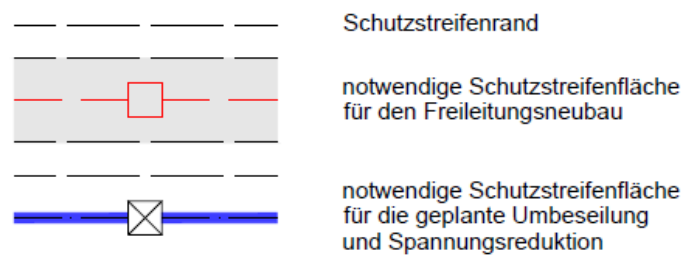 Schutzstreifenrand
notwendige Schutzstreifenfläche
für den Freileitungsneubau
notwendige Schutzstreifenfläche
für die geplante Umbeseilung
und Spannungsreduktion